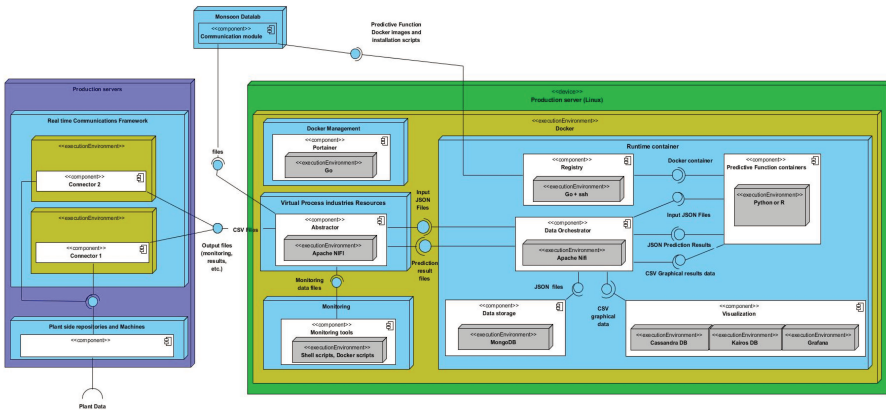 Monsoon Datalab
<<component>>
Communication module
Predictive Function
Docker images and
installation scripts
Production servers
Real time Communications Framework
<<executionEnvironment>>
<<component>>
Connector 2
<<executionEnvironment>>
<<component>>
Connector 1
Plant side repositories and Machines
<<component>>
Plant Data
files
CSV Files
Output files
(monitoring,
results,
etc.)
<<device>>
Production server (Linux)
<<executionEnvironment>>
Docker
Docker Management
<<component>>
Portainer
<<executionEnvironment>>
Go
Virtual Process industries Resources
<<component>>
Abstractor
<<executionEnvironment>>
Apache NIFI
Monitoring
data files
Monitoring
<<component>>
Monitoring tools
<<executionEnvironment>>
Shell scripts, Docker scripts
Input
JSON
Files
Prediction
result
files
Runtime container
<<component>>
Registry
<<executionEnvironment>>
Go + ssh
Docker container
<<component>>
Predictive Function containers
<<executionEnvironment>>
Python or R
Input JSON Files
<<component>>
Data Orchestrator
<<executionEnvironment>>
Apache Nifi
JSON Prediction Results
CSV Graphical results data
JSON files
CSV
graphical
data
<<component>>
Data storage
<<executionEnvironment>>
MongoDB
<<component>>
Visualization
<<executionEnvironment>>
Cassandra DB
<<executionEnvironment>>
Kairos DB
<<executionEnvironment>>
Grafana